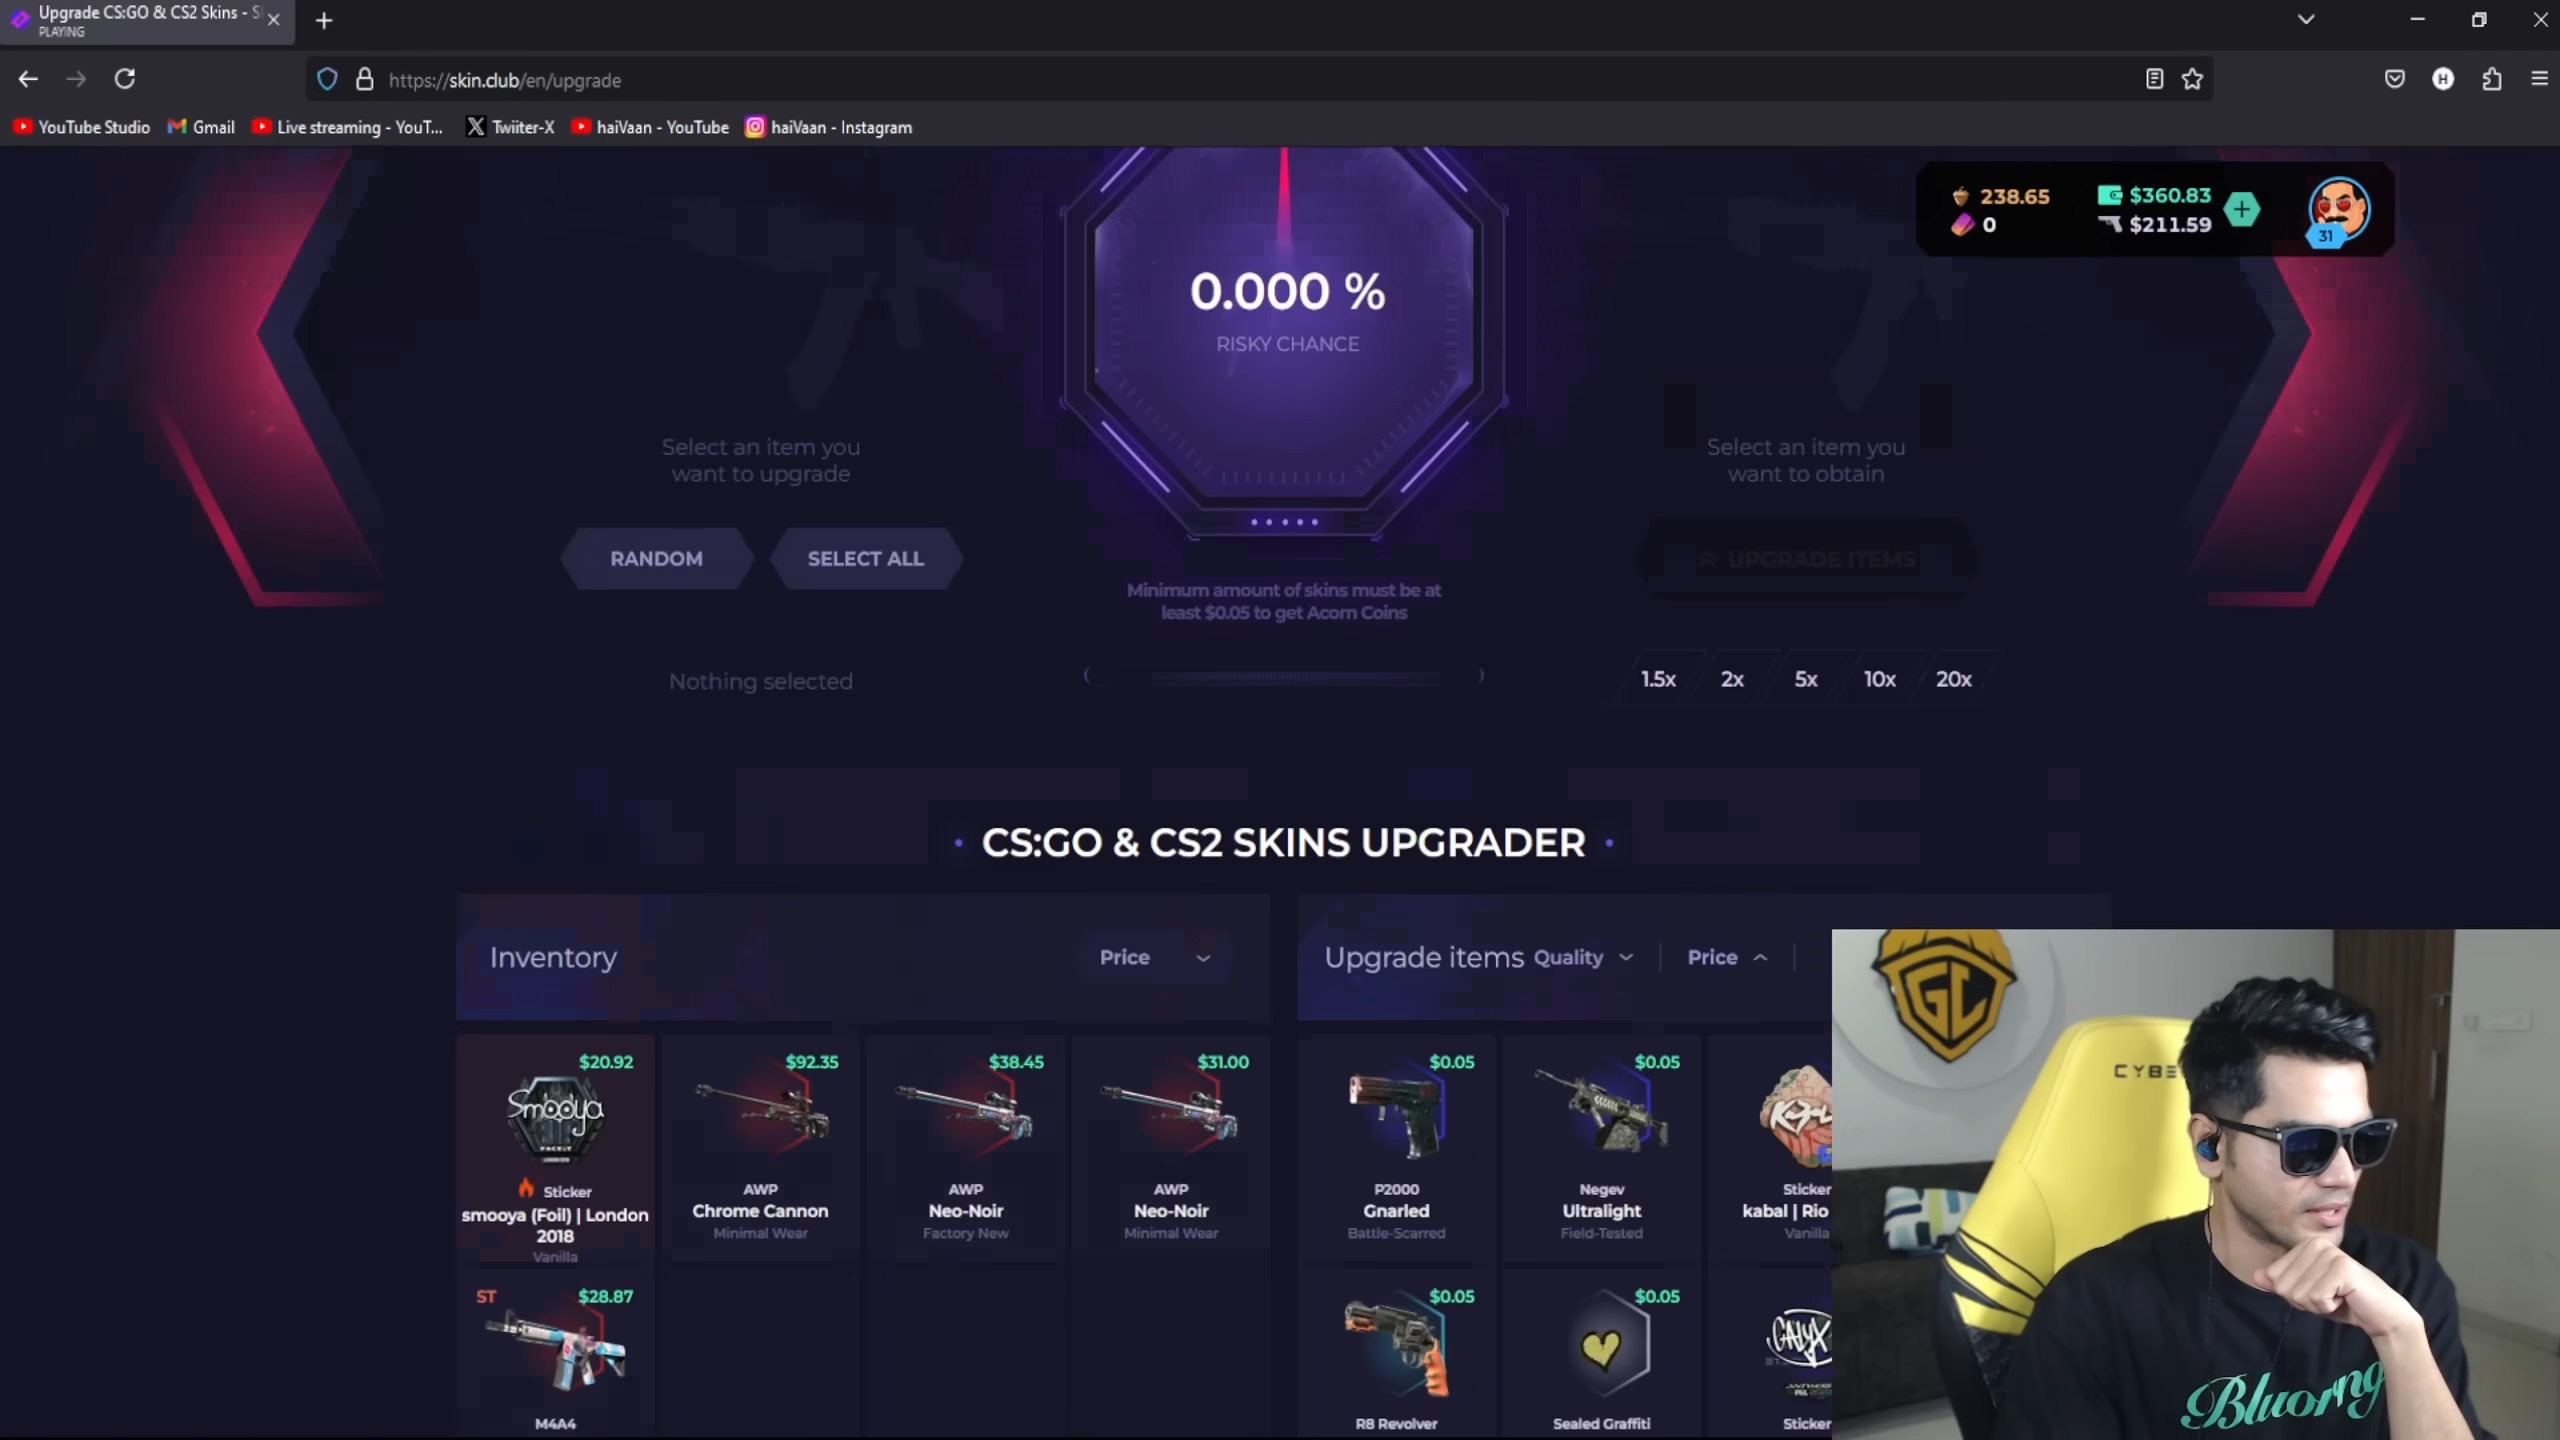 Upgrade CS:GO & CS2 Skins - S
PLAYING
https://skin.club/en/upgrade
YouTube Studio
Gmail
Live streaming - YouT...
Twiiter-X
haiVaan - YouTube
haiVaan - Instagram
238.65
$360.83
0
$211.59
31
0.000 %
RISKY CHANCE
Select an item you
want to upgrade
Select an item you
want to obtain
RANDOM
SELECT ALL
UPGRADE ITEMS
Minimum amount of skins must be at
least $0.05 to get Acorn Coins
Nothing selected
1.5x
2x
5x
10x
20x
• CS:GO & CS2 SKINS UPGRADER •
Inventory
Price
Upgrade items
Quality
Price
$20.92
smooya
FACEIT
Sticker
smooya (Foil) | London
2018
Vanilla
$92.35
AWP
Chrome Cannon
Minimal Wear
$38.45
AWP
Neo-Noir
Factory New
$31.00
AWP
Neo-Noir
Minimal Wear
$0.05
P2000
Gnarled
Battle-Scarred
$0.05
Negev
Ultralight
Field-Tested
Sticker
kabal | Rio
Vanilla
ST
$28.87
M4A4
$0.05
R8 Revolver
$0.05
Sealed Graffiti
Sticker
GL
CYBE
Bluorng